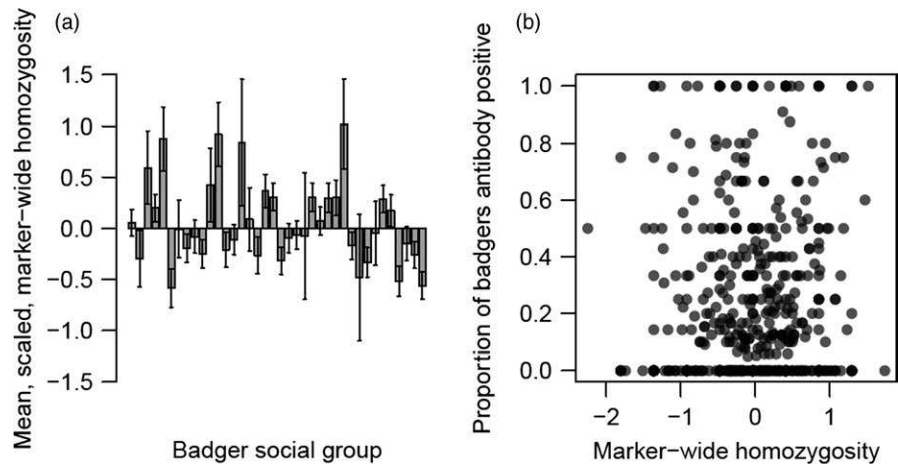 (a)
Mean, scaled, marker-wide homozygosity
1.5
1.0
0.5
0.0
−0.5
−1.0
−1.5
Badger social group
(b)
Proportion of badgers antibody positive
1.0
0.8
0.6
0.4
0.2
0.0
−2 −1 0 1
Marker−wide homozygosity